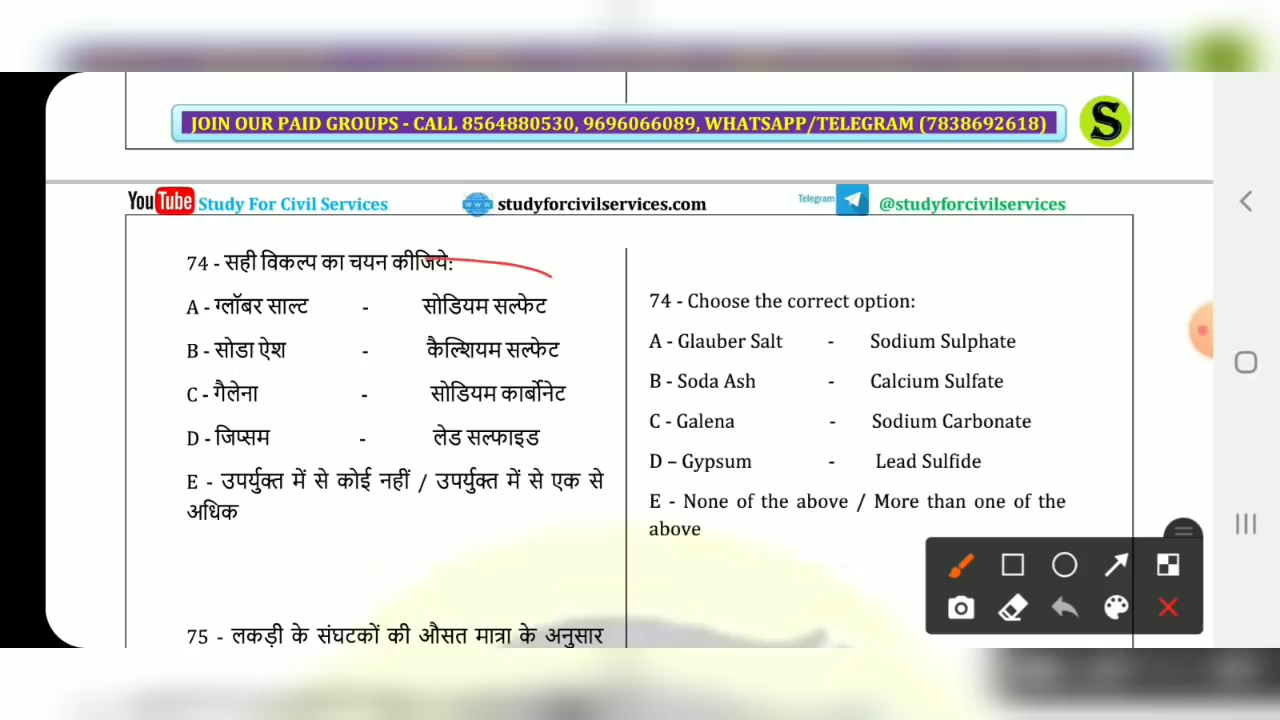 JOIN OUR PAID GROUPS - CALL 8564880530, 9696066089, WHATSAPP/TELEGRAM (7838692618)
S
YouTube Study For Civil Services
www studyforcivilservices.com
Telegram @studyforcivilservices
74 - सही विकल्प का चयन कीजिये:
A - ग्लॉबर साल्ट - सोडियम सल्फेट
B - सोडा ऐश - कैल्शियम सल्फेट
C - गैलेना - सोडियम कार्बोनेट
D - जिप्सम - लेड सल्फाइड
E - उपर्युक्त में से कोई नहीं / उपर्युक्त में से एक से
अधिक
75 - लकड़ी के संघटकों की औसत मात्रा के अनुसार
74 - Choose the correct option:
A - Glauber Salt - Sodium Sulphate
B - Soda Ash - Calcium Sulfate
C - Galena - Sodium Carbonate
D – Gypsum - Lead Sulfide
E - None of the above / More than one of the
above